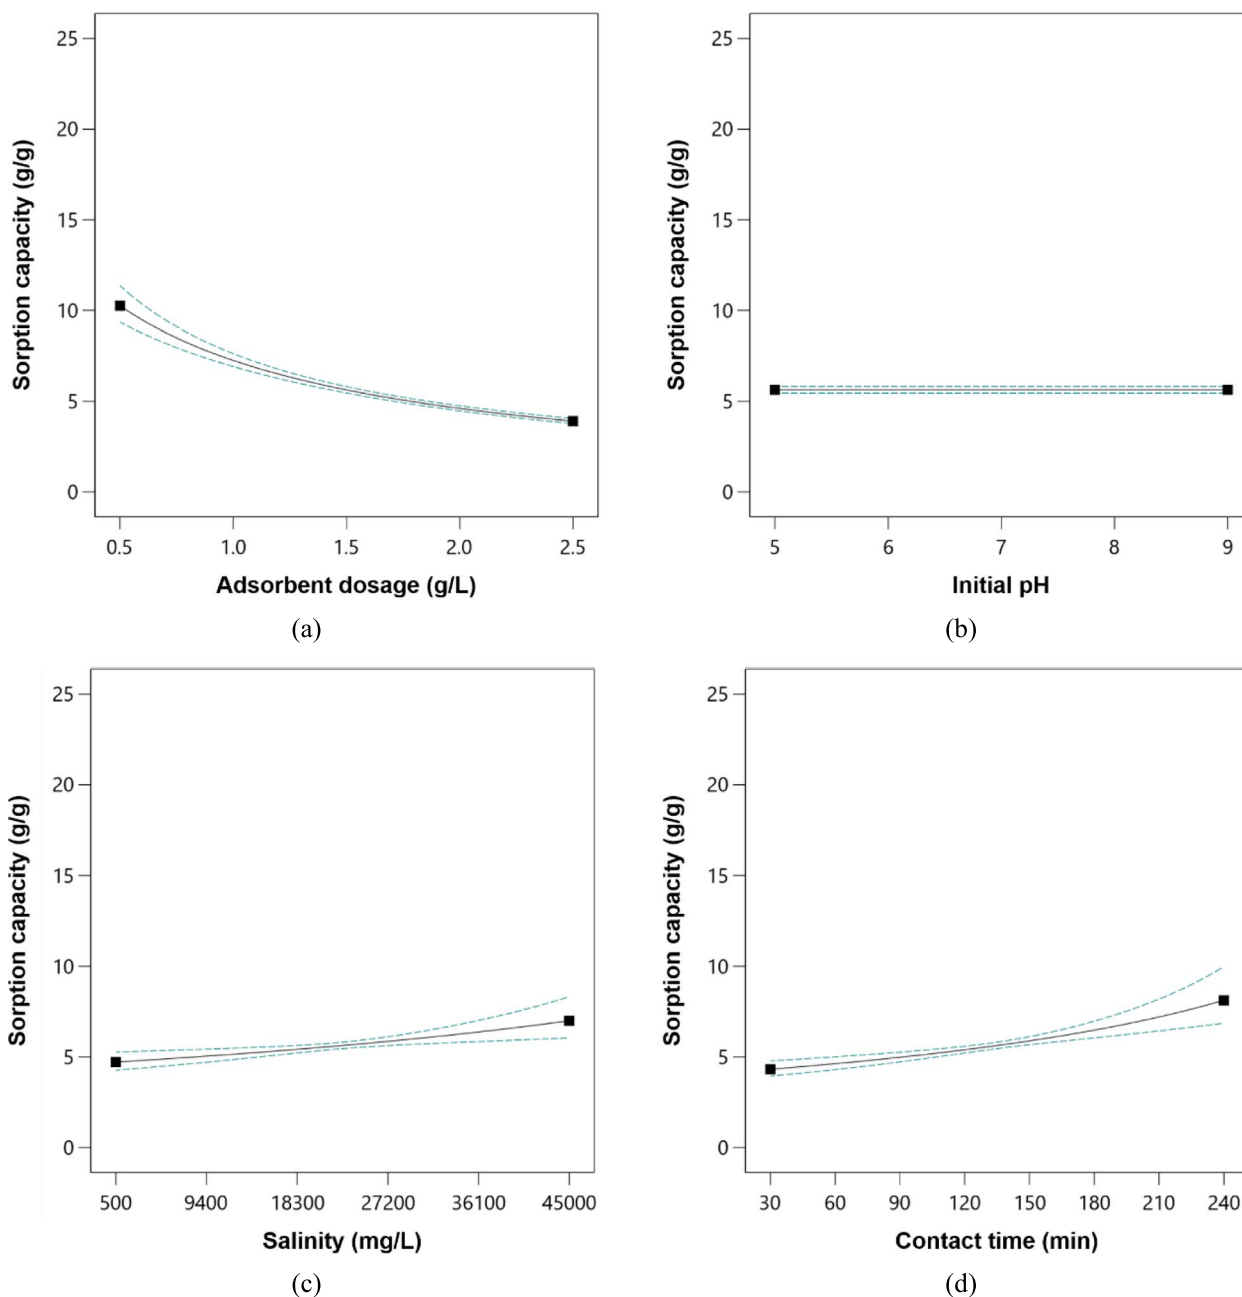 25
20
15
10
5
0
Sorption capacity (g/g)
0.5 1.0 1.5 2.0 2.5
Adsorbent dosage (g/L)
(a)
25
20
15
10
5
0
Sorption capacity (g/g)
5 6 7 8 9
Initial pH
(b)
25
20
15
10
5
0
Sorption capacity (g/g)
500 9400 18300 27200 36100 45000
Salinity (mg/L)
(c)
25
20
15
10
5
0
Sorption capacity (g/g)
30 60 90 120 150 180 210 240
Contact time (min)
(d)